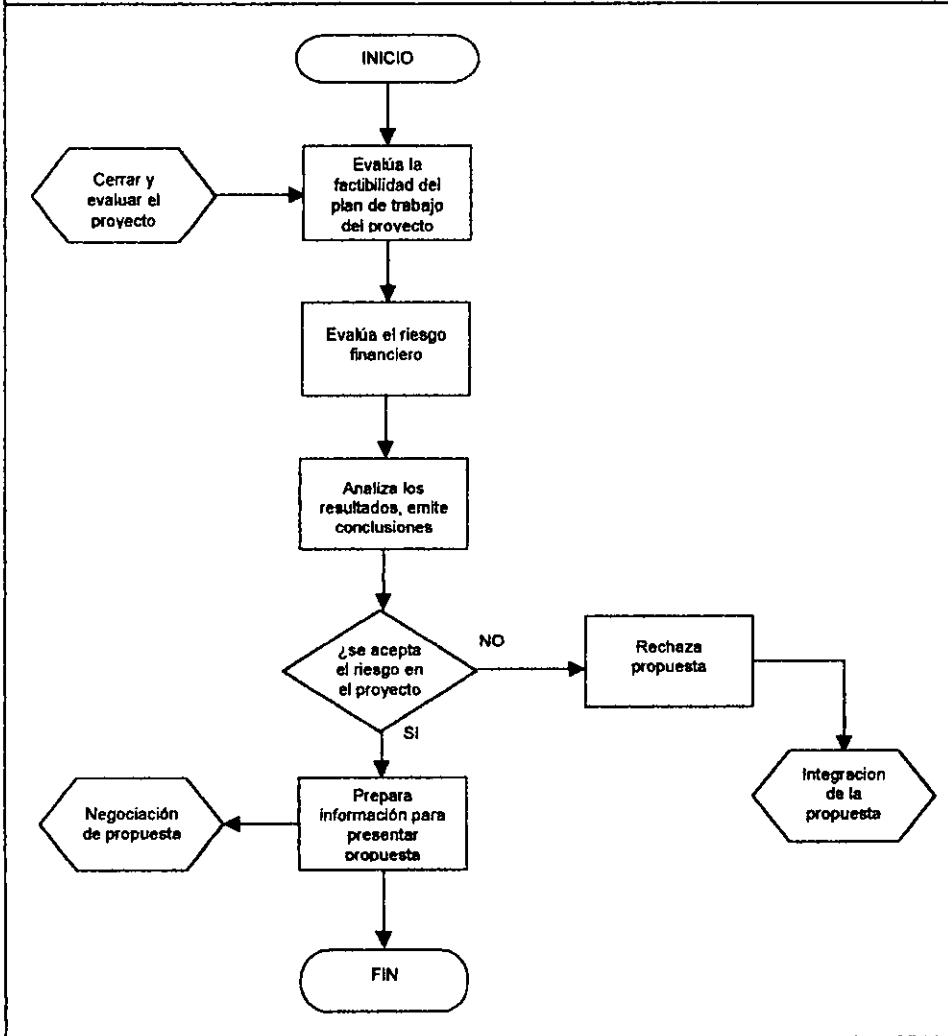 INICIO
Cerrar y
evaluar el
proyecto
Evalúa la
factibilidad del
plan de trabajo
del proyecto
Evalúa el riesgo
financiero
Analiza los
resultados, emite
conclusiones
¿se acepta
el riesgo en
el proyecto
NO
Rechaza
propuesta
SI
Integracion
de la
propuesta
Negociación
de propuesta
Prepara
información para
presentar
propuesta
FIN